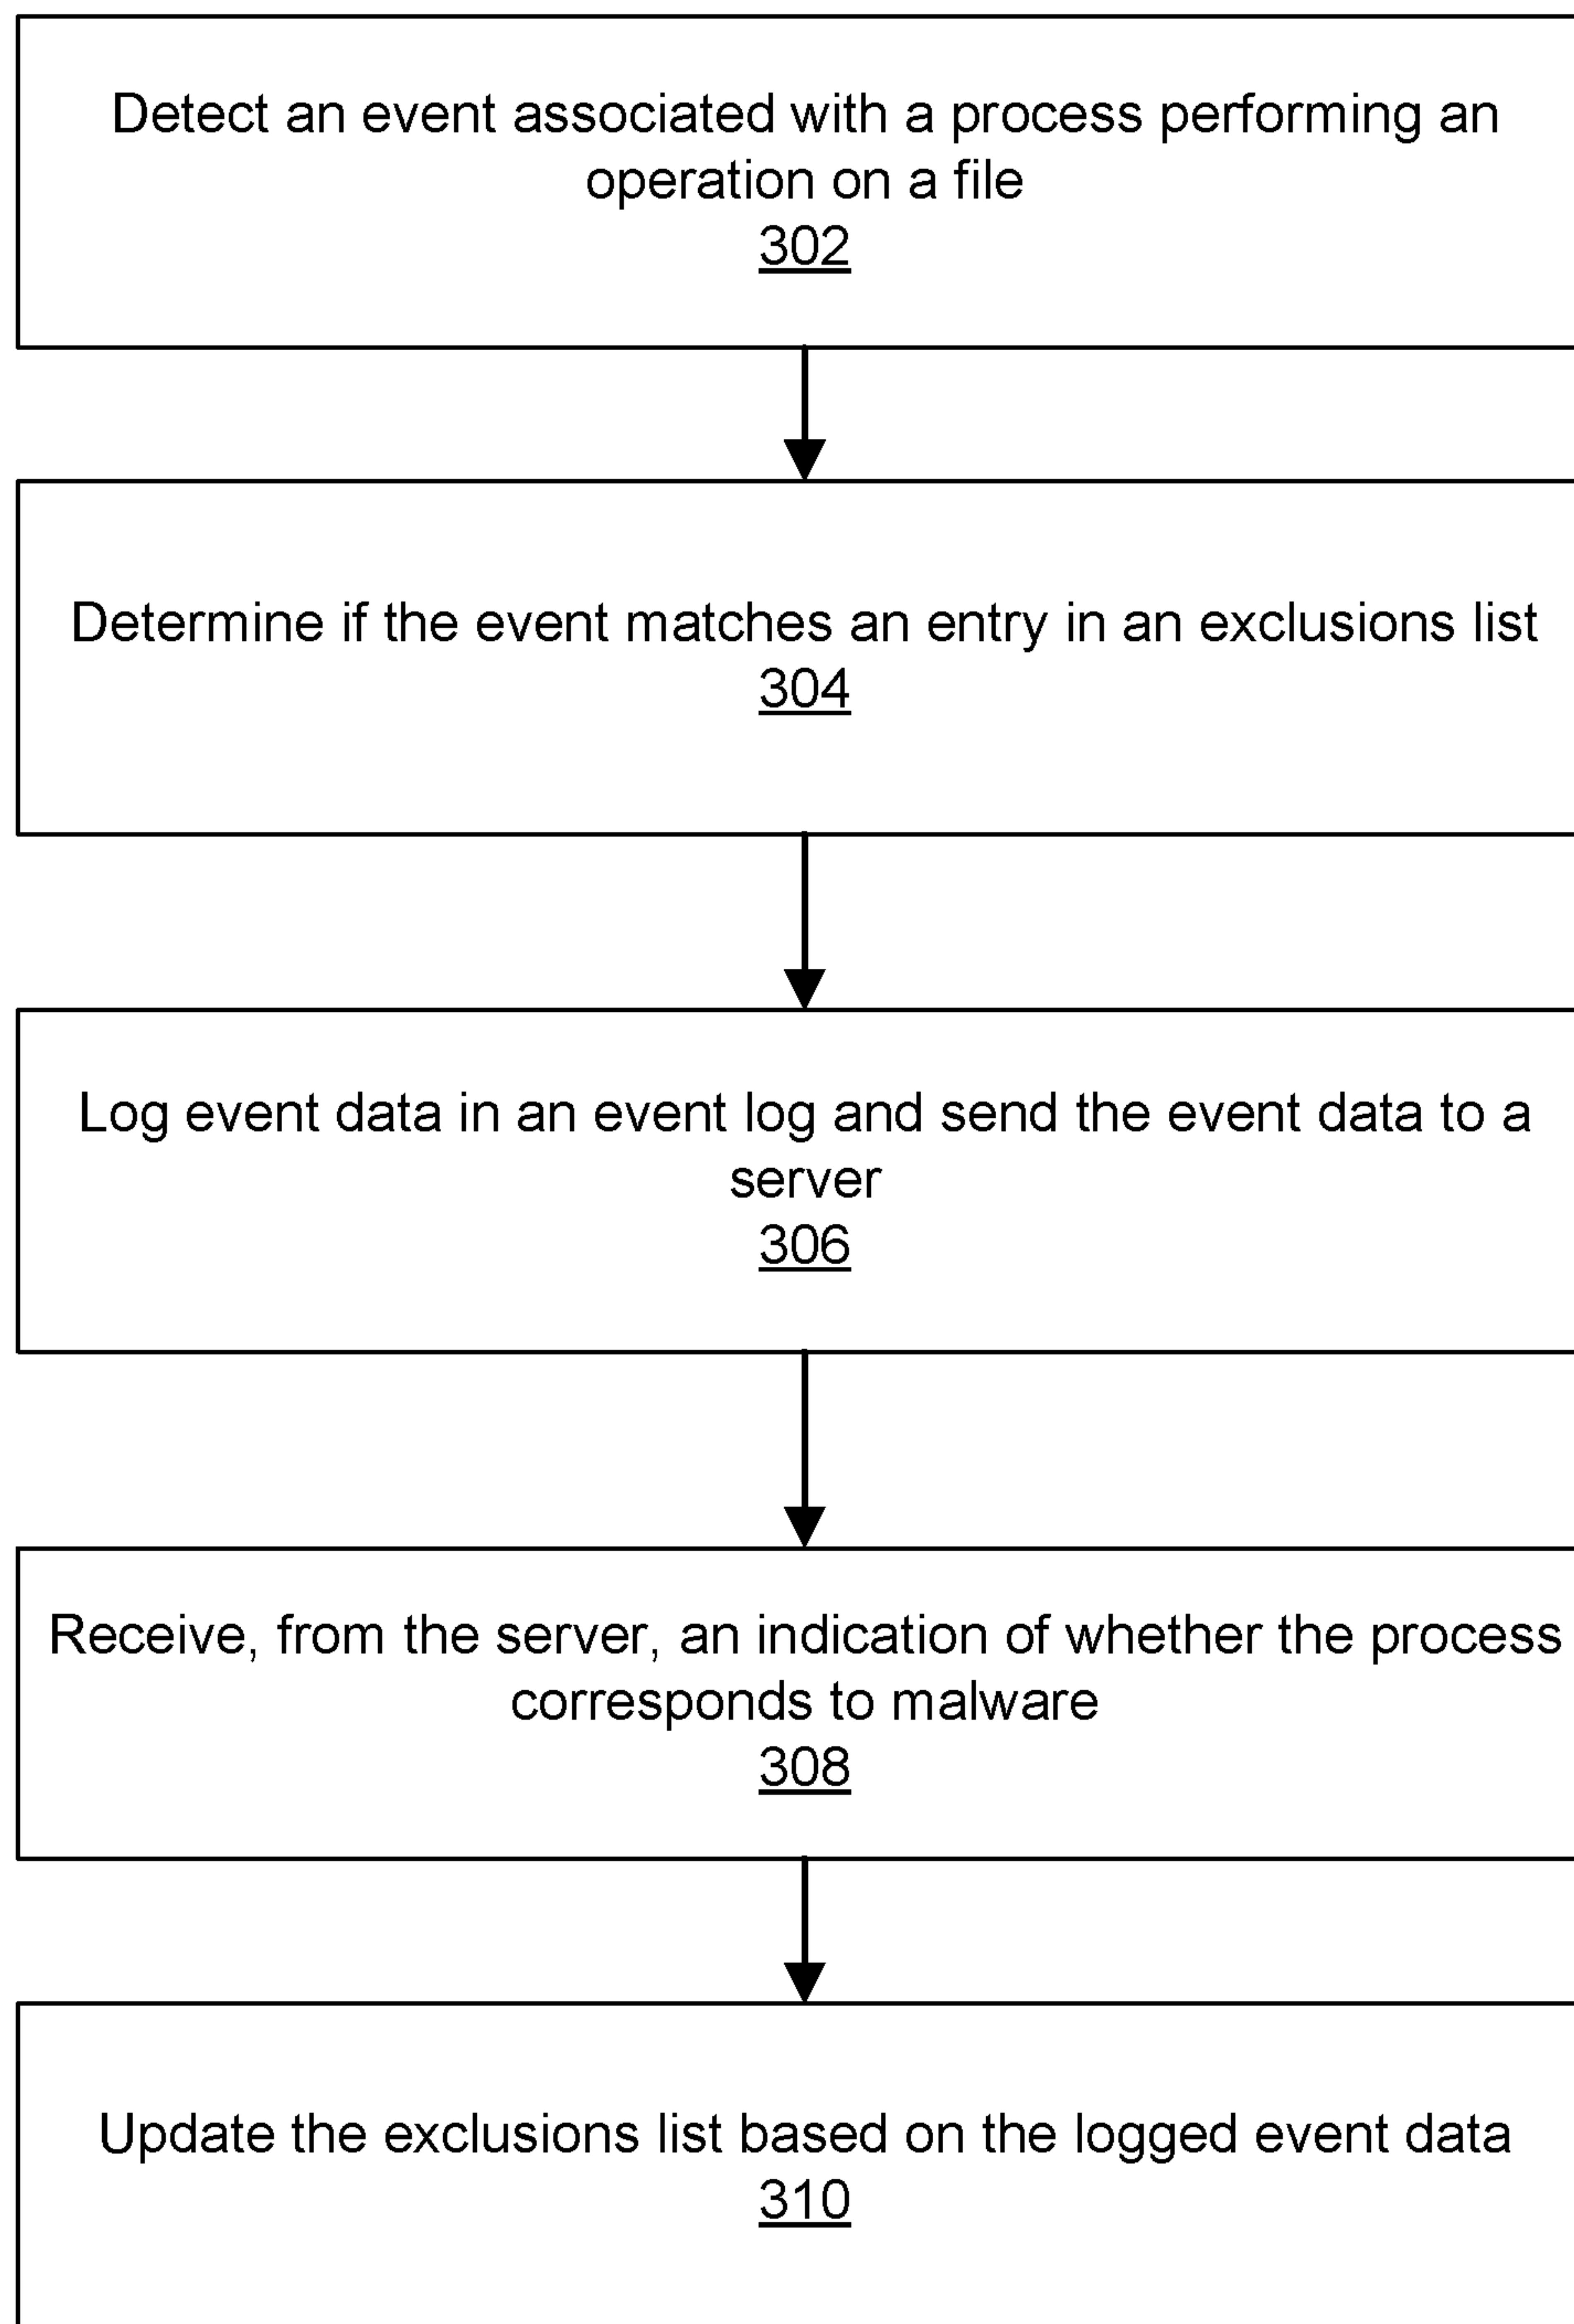 Detect an event associated with a process performing an
operation on a file
302
Determine if the event matches an entry in an exclusions list
304
Log event data in an event log and send the event data to a
server
306
Receive, from the server, an indication of whether the process
corresponds to malware
308
Update the exclusions list based on the logged event data
310